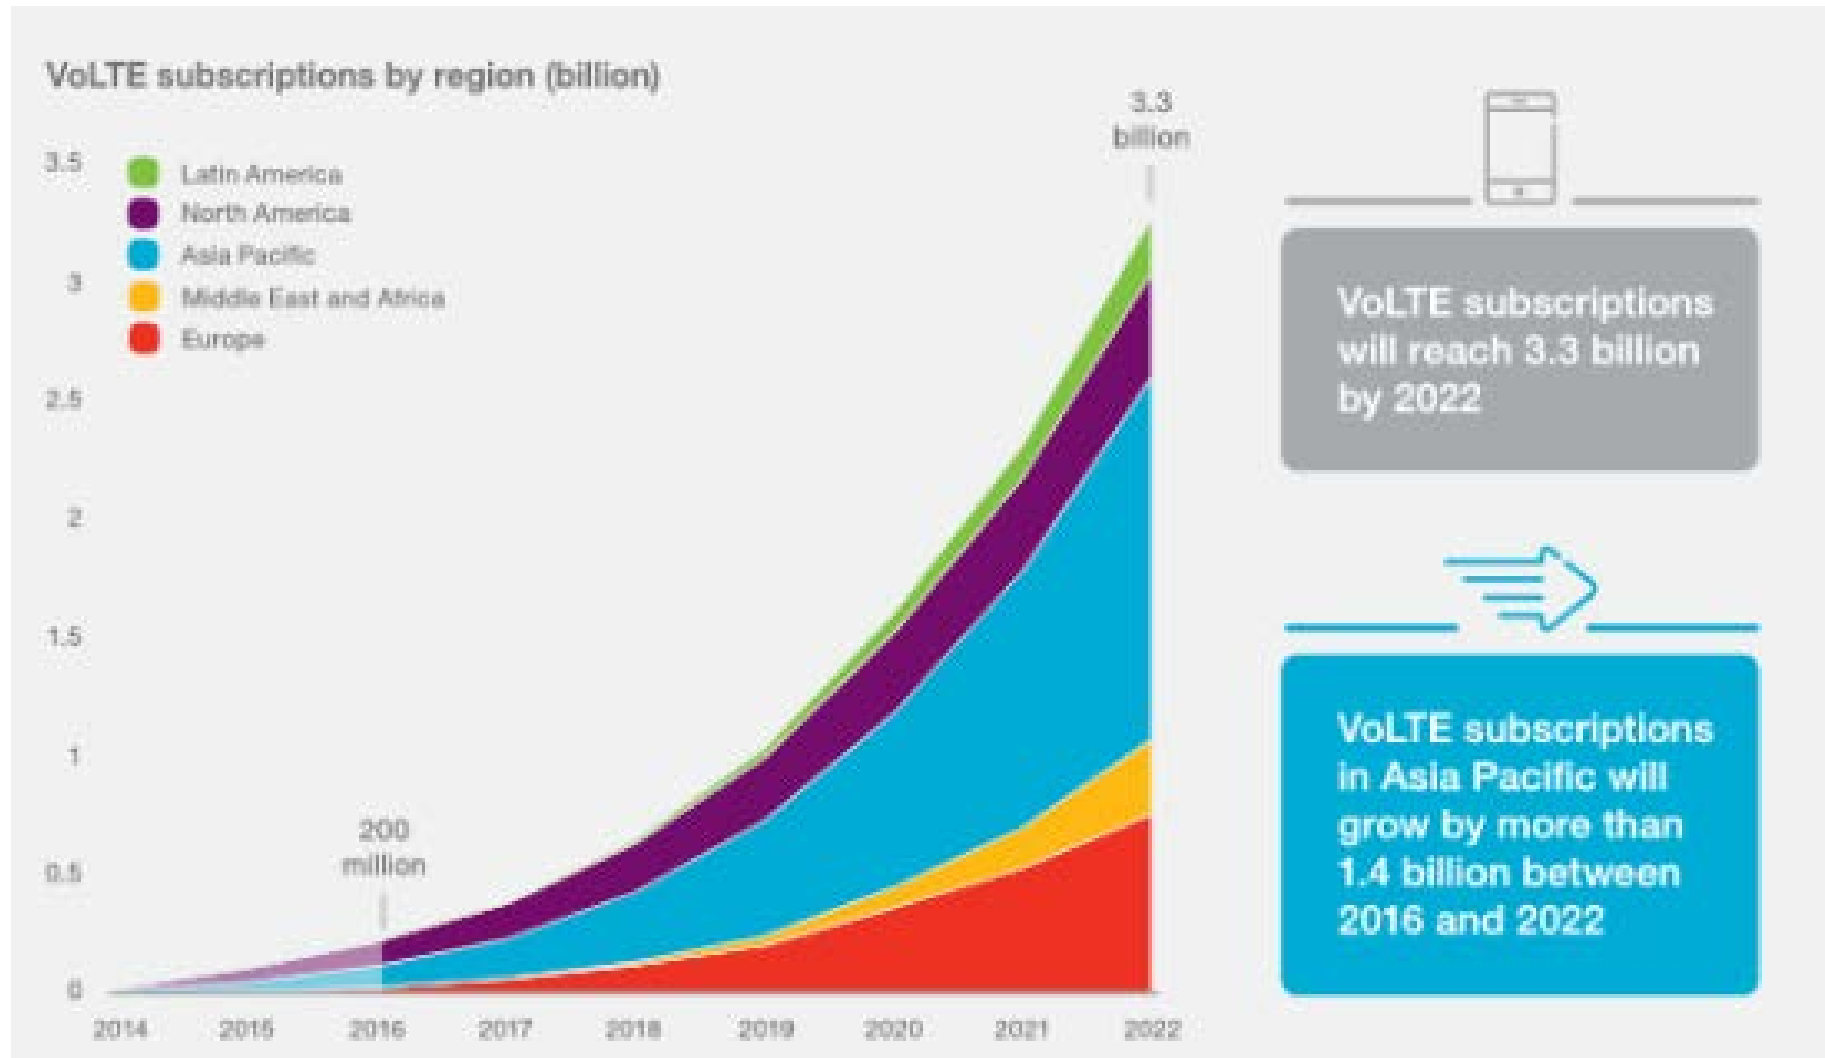 VoLTE subscriptions by region (billion)
3.3
billion
3.5
Latin America
North America
Asia Pacific
3
Middle East and Africa
Europe
2.5
2
1.5
1
200
million
0.5
0
2014 2015 2016 2017 2018 2019 2020 2021 2022
VoLTE subscriptions
will reach 3.3 billion
by 2022
VoLTE subscriptions
in Asia Pacific will
grow by more than
1.4 billion between
2016 and 2022